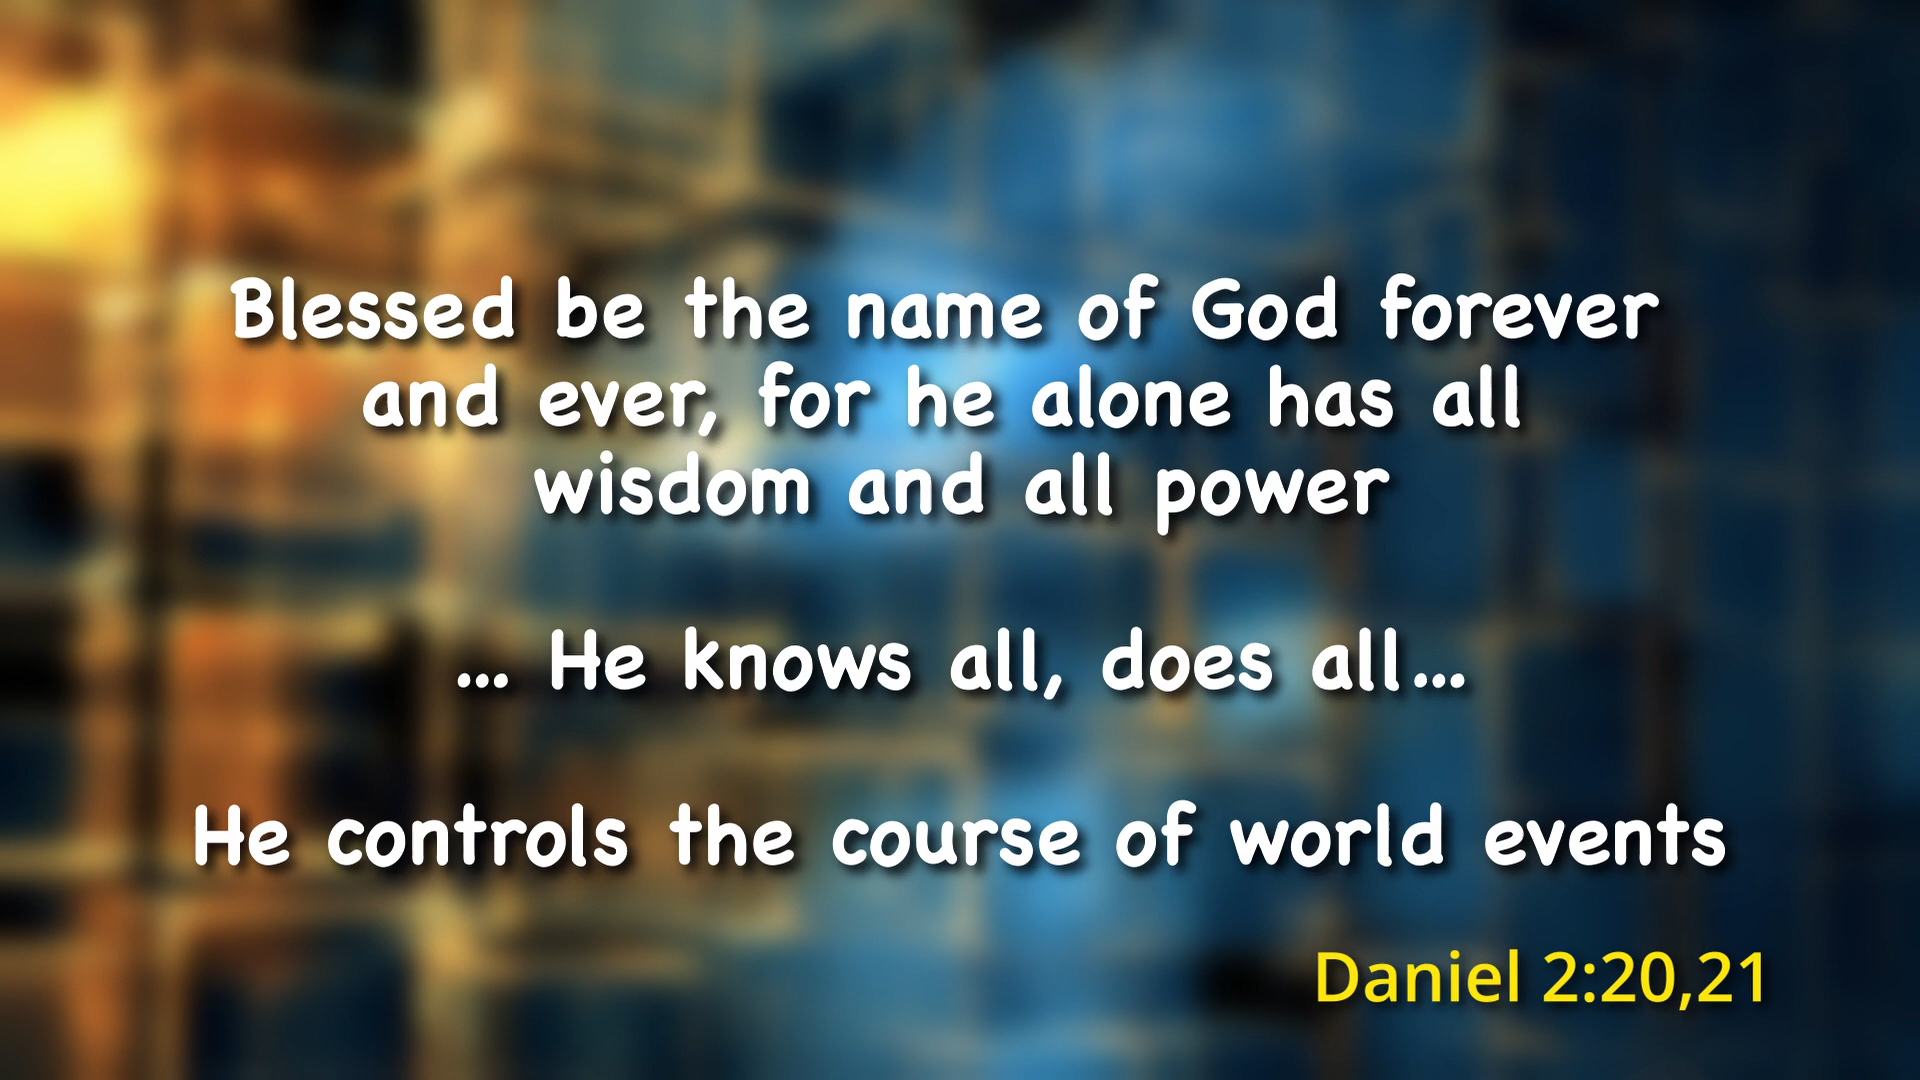 Blessed be the name of God forever
and ever, for he alone has all
wisdom and all power
... He knows all, does all...
He controls the course of world events
Daniel 2:20,21